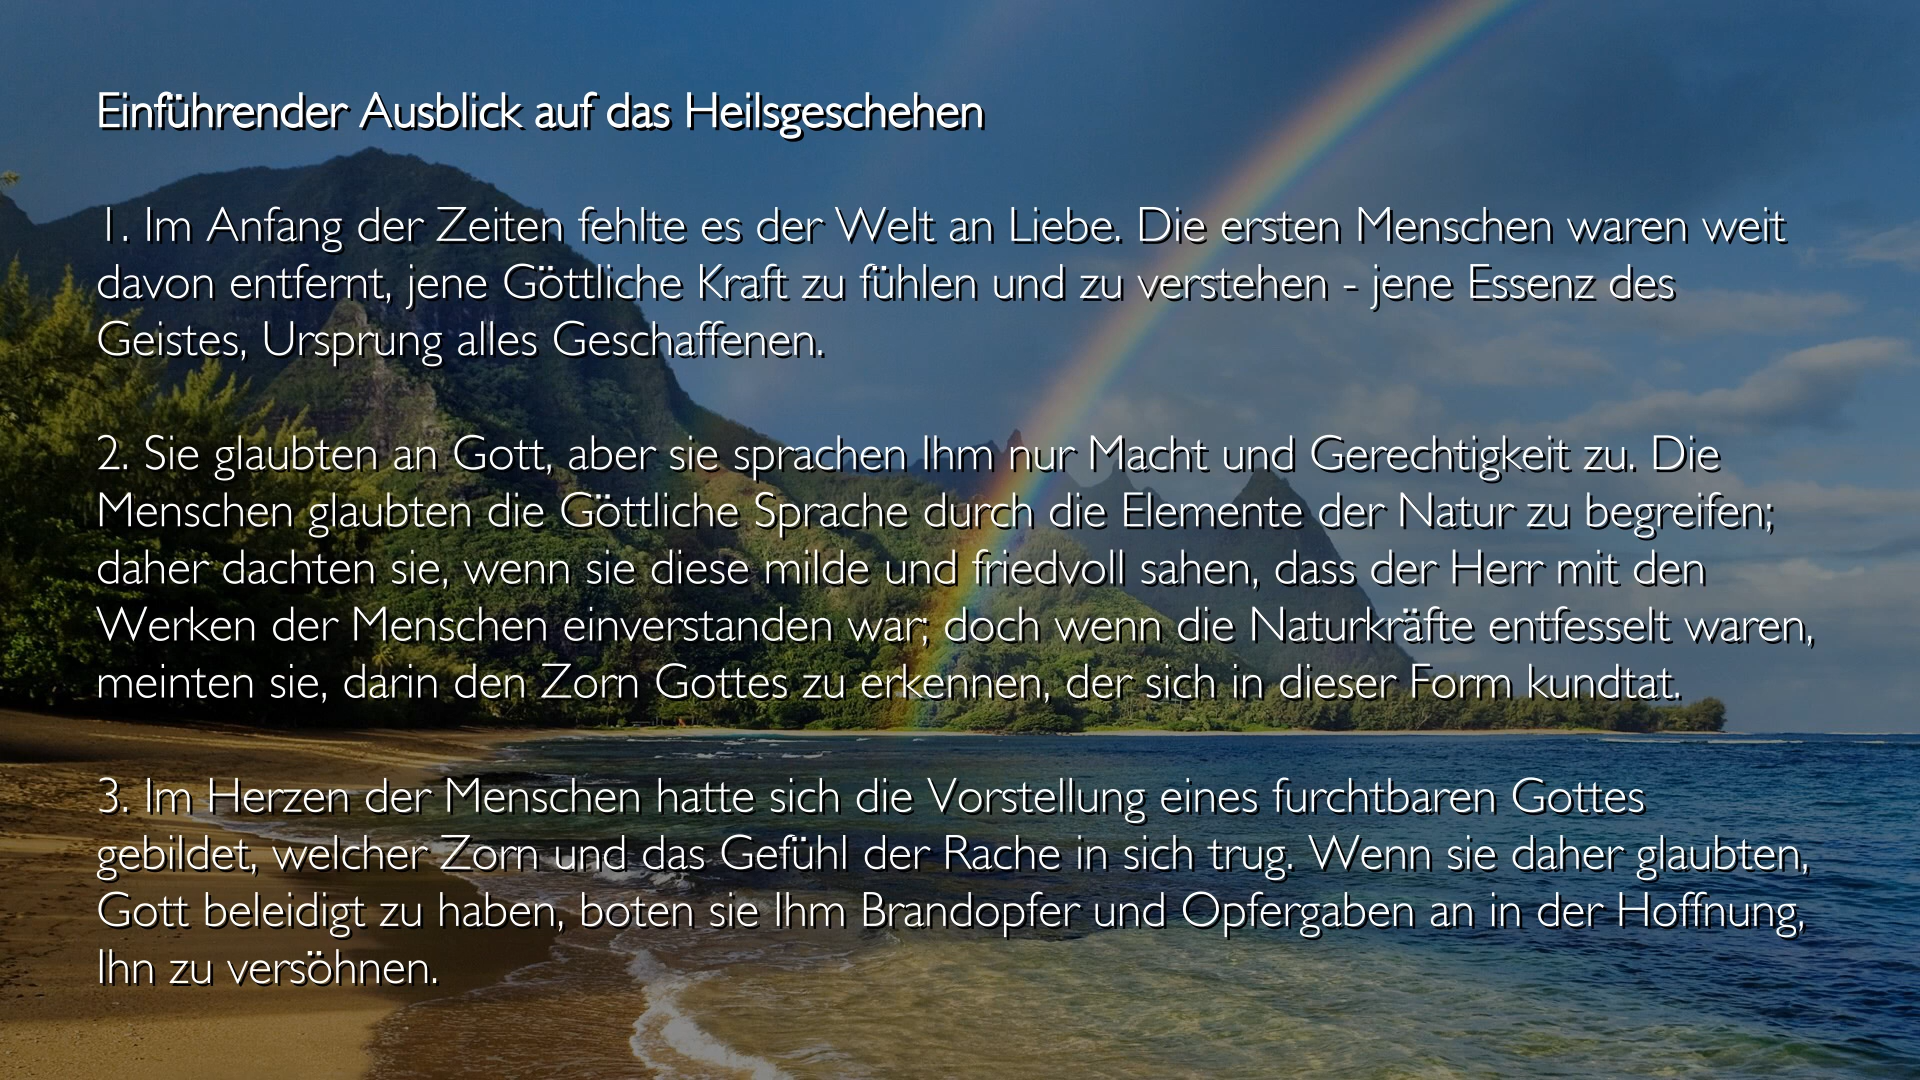 Einführender Ausblick auf das Heilsgeschehen
1. Im Anfang der Zeiten fehlte es der Welt an Liebe. Die ersten Menschen waren weit
davon entfernt, jene Göttliche Kraft zu fühlen und zu verstehen - jene Essenz des
Geistes, Ursprung alles Geschaffenen.
2. Sie glaubten an Gott, aber sie sprachen Ihm nur Macht und Gerechtigkeit zu. Die
Menschen glaubten die Göttliche Sprache durch die Elemente der Natur zu begreifen;
daher dachten sie, wenn sie diese milde und friedvoll sahen, dass der Herr mit den
Werken der Menschen einverstanden war; doch wenn die Naturkräfte entfesselt waren,
meinten sie, darin den Zorn Gottes zu erkennen, der sich in dieser Form kundtat.
3. Im Herzen der Menschen hatte sich die Vorstellung eines furchtbaren Gottes
gebildet, welcher Zorn und das Gefühl der Rache in sich trug. Wenn sie daher glaubten,
Gott beleidigt zu haben, boten sie Ihm Brandopfer und Opfergaben an in der Hoffnung,
Ihn zu versöhnen.